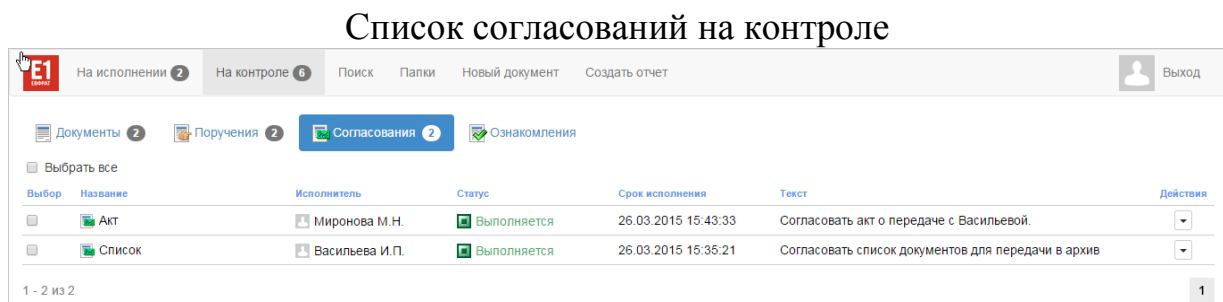 Список согласований на контроле
E1 ЕВФРАТ На исполнении 2 На контроле 6 Поиск Папки Новый документ Создать отчет Выход
Документы 2 Поручения 2 Согласования 2 Ознакомления
Выбрать все
Выбор Название Исполнитель Статус Срок исполнения Текст Действия
Акт Миронова М.Н. Выполняется 26.03.2015 15:43:33 Согласовать акт о передаче с Васильевой.
Список Васильева И.П. Выполняется 26.03.2015 15:35:21 Согласовать список документов для передачи в архив
1 - 2 из 2 1